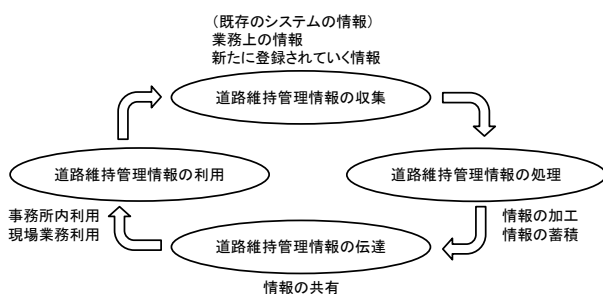 (既存のシステムの情報)
業務上の情報
新たに登録されていく情報
道路維持管理情報の収集
道路維持管理情報の利用
道路維持管理情報の処理
事務所内利用
現場業務利用
情報の加工
情報の蓄積
道路維持管理情報の伝達
情報の共有